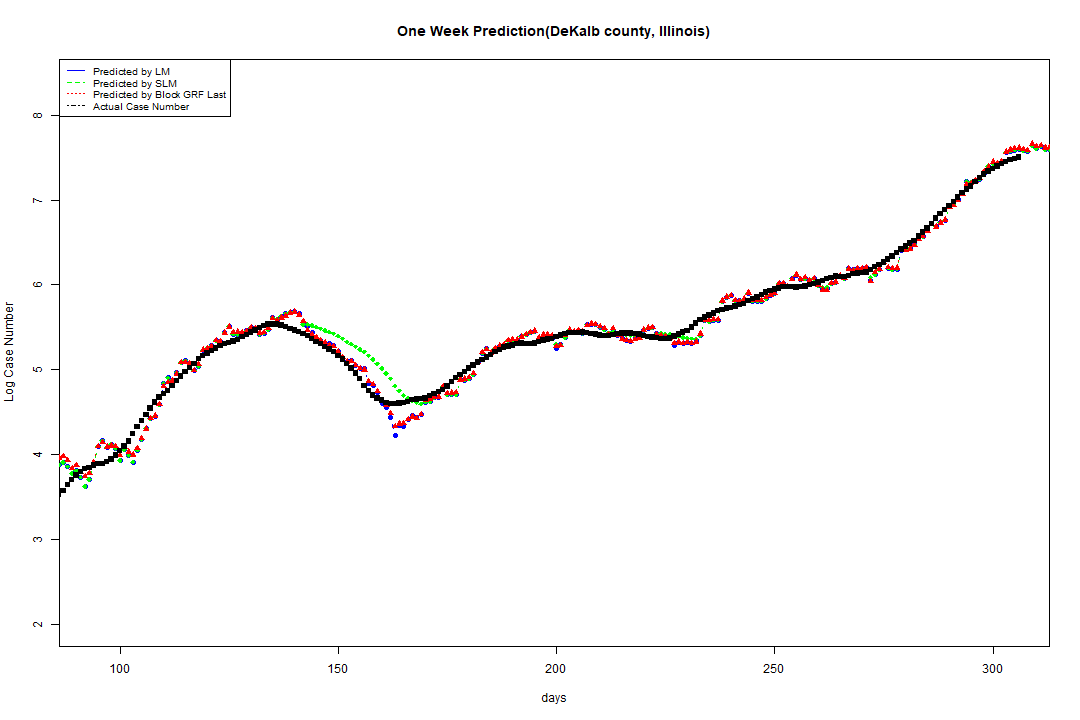 One Week Prediction(DeKalb county, Illinois)
Predicted by LM
Predicted by SLM
Predicted by Block GRF Last
Actual Case Number
8
7
6
5
4
3
2
Log Case Number
100 150 200 250 300
days